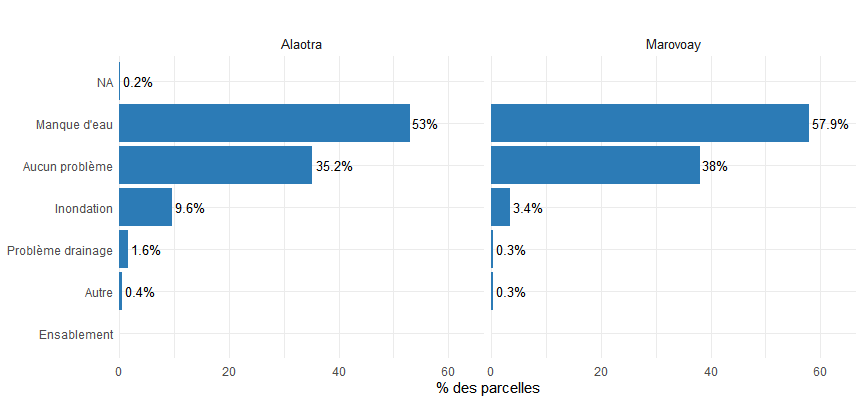 Alaotra Marovoay
NA 0.2%
Manque d'eau 53% 57.9%
Aucun problème 35.2% 38%
Inondation 9.6% 3.4%
Problème drainage 1.6% 0.3%
Autre 0.4% 0.3%
Ensablement
0 20 40 60 0 20 40 60
% des parcelles